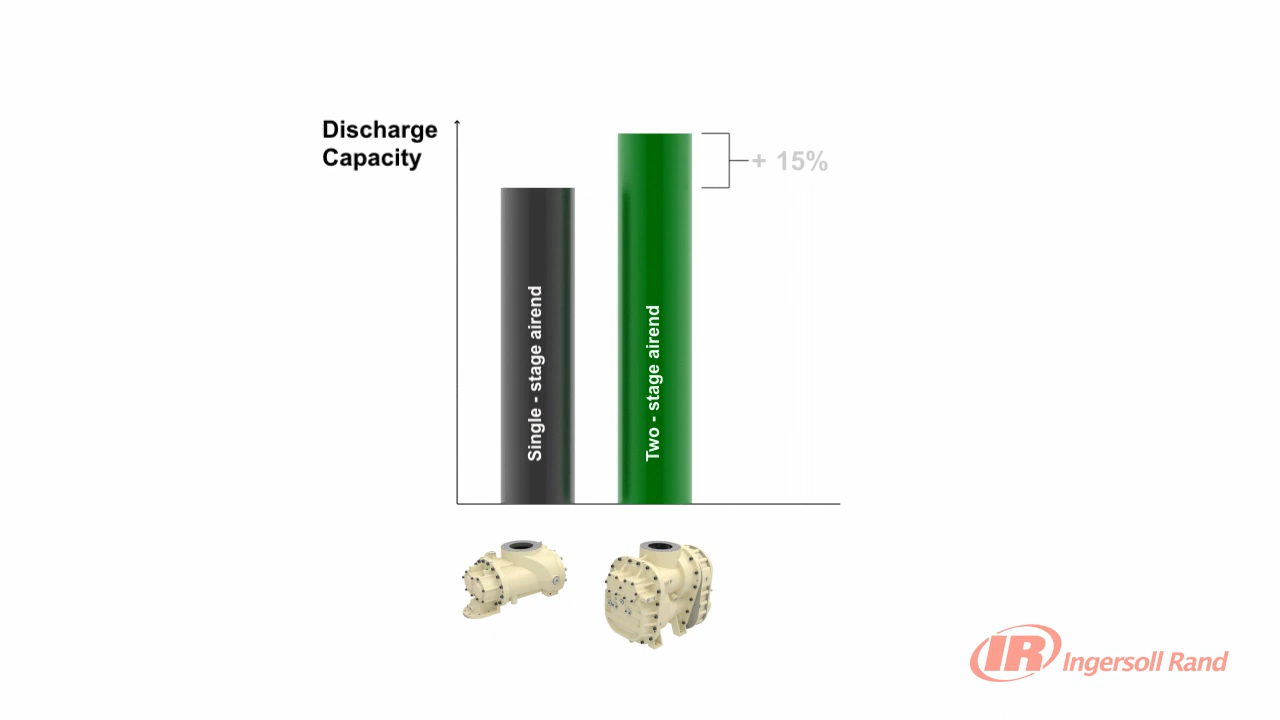 Discharge
Capacity
+ 15%
Single - stage airend
Two - stage airend
IR Ingersoll Rand